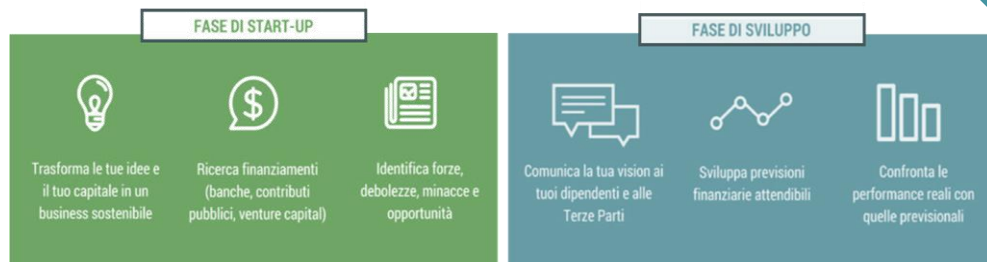 FASE DI START-UP
Trasforma le tue idee e
il tuo capitale in un
business sostenibile
Ricerca finanziamenti
(banche, contributi
pubblici, venture capital)
Identifica forze,
debolezze, minacce e
opportunità
FASE DI SVILUPPO
Comunica la tua vision ai
tuoi dipendenti e alle
Terze Parti
Sviluppa previsioni
finanziarie attendibili
Confronta le
performance reali con
quelle previsionali